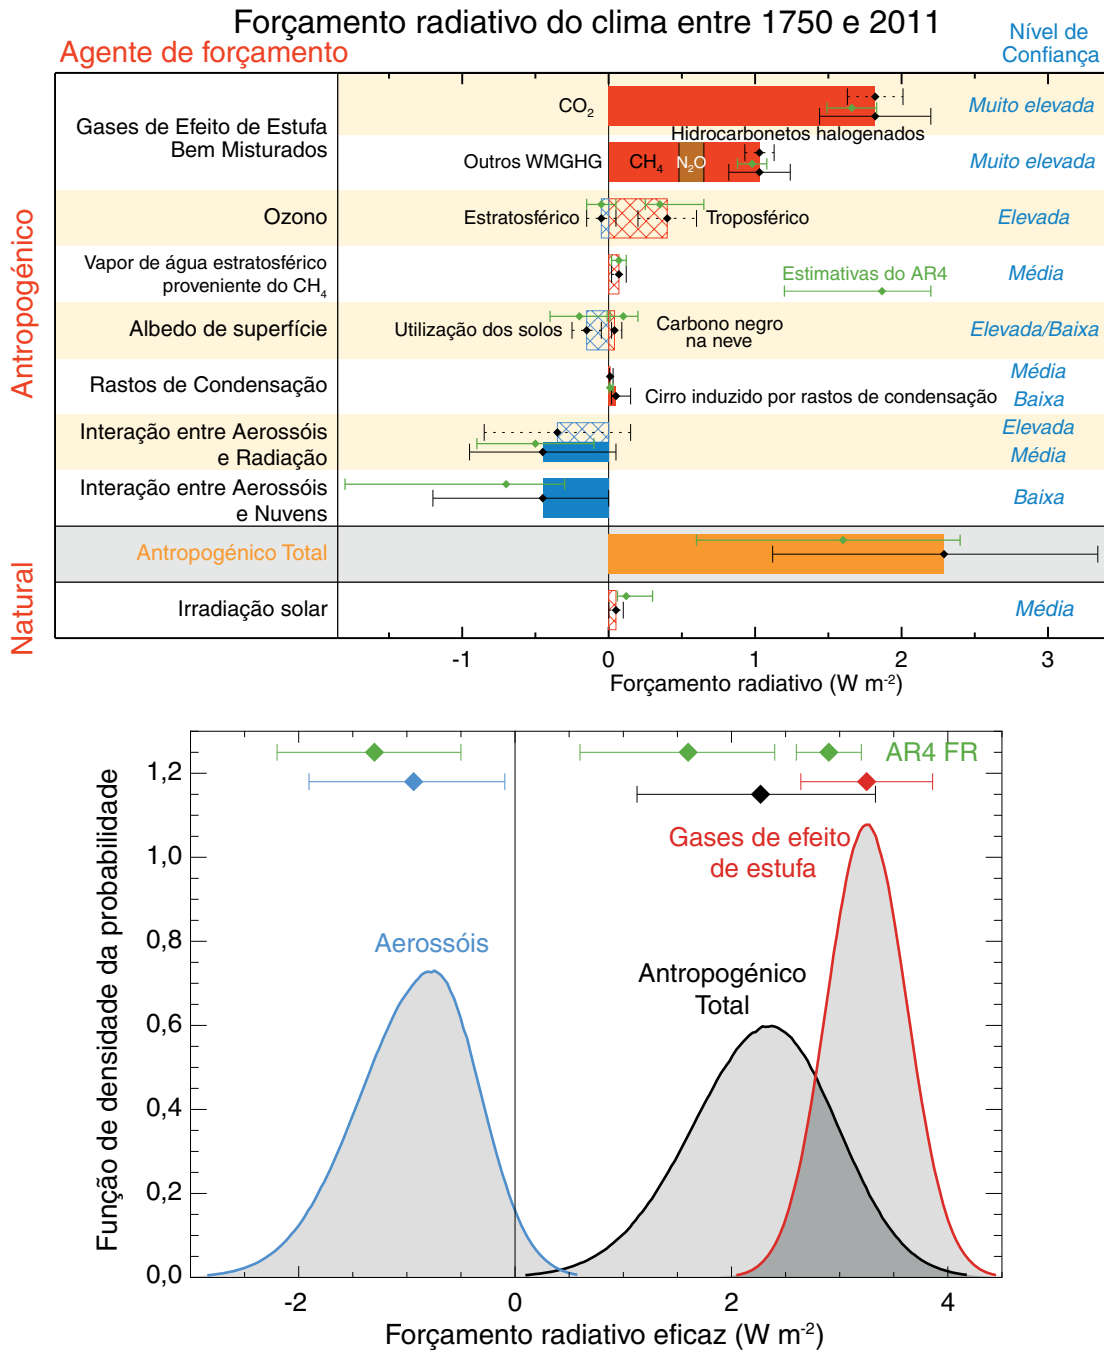 Forçamento radiativo do clima entre 1750 e 2011
Agente de forçamento
Nível de
Confiança
Antropogénico
Natural
Gases de Efeito de Estufa
Bem Misturados
CO2
Muito elevada
Hidrocarbonetos halogenados
Outros WMGHG
CH4
N2O
Muito elevada
Ozono
Estratosférico
Troposférico
Elevada
Vapor de água estratosférico
proveniente do CH4
Estimativas do AR4
Média
Albedo de superfície
Utilização dos solos
Carbono negro
na neve
Elevada/Baixa
Rastos de Condensação
Média
Cirro induzido por rastos de condensação
Baixa
Interação entre Aerossóis
e Radiação
Elevada
Média
Interação entre Aerossóis
e Nuvens
Baixa
Antropogénico Total
Irradiação solar
Média
-1 0 1 2 3
Forçamento radiativo (W m-2)
AR4 FR
Gases de efeito
de estufa
Aerossóis
Antropogénico
Total
Função de densidade da probabilidade
1,2
1,0
0,8
0,6
0,4
0,2
0,0
-2 0 2 4
Forçamento radiativo eficaz (W m-2)